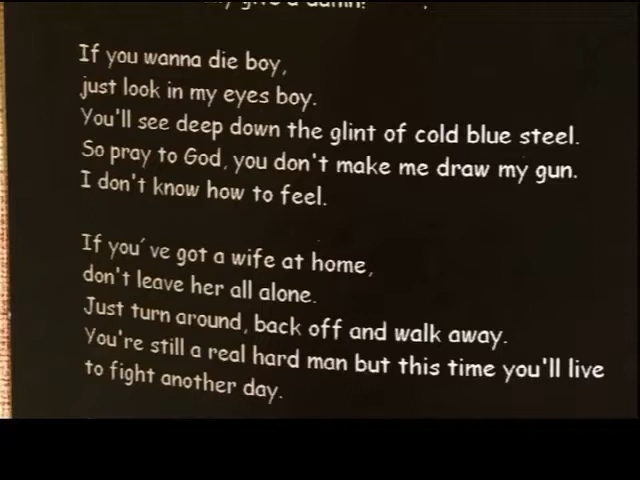 give a damn!
If you wanna die boy,
just look in my eyes boy.
You'll see deep down the glint of cold blue steel.
So pray to God, you don't make me draw my gun.
I don't know how to feel.
If you´ve got a wife at home,
don't leave her all alone.
Just turn around, back off and walk away.
You're still a real hard man but this time you'll live
to fight another day.